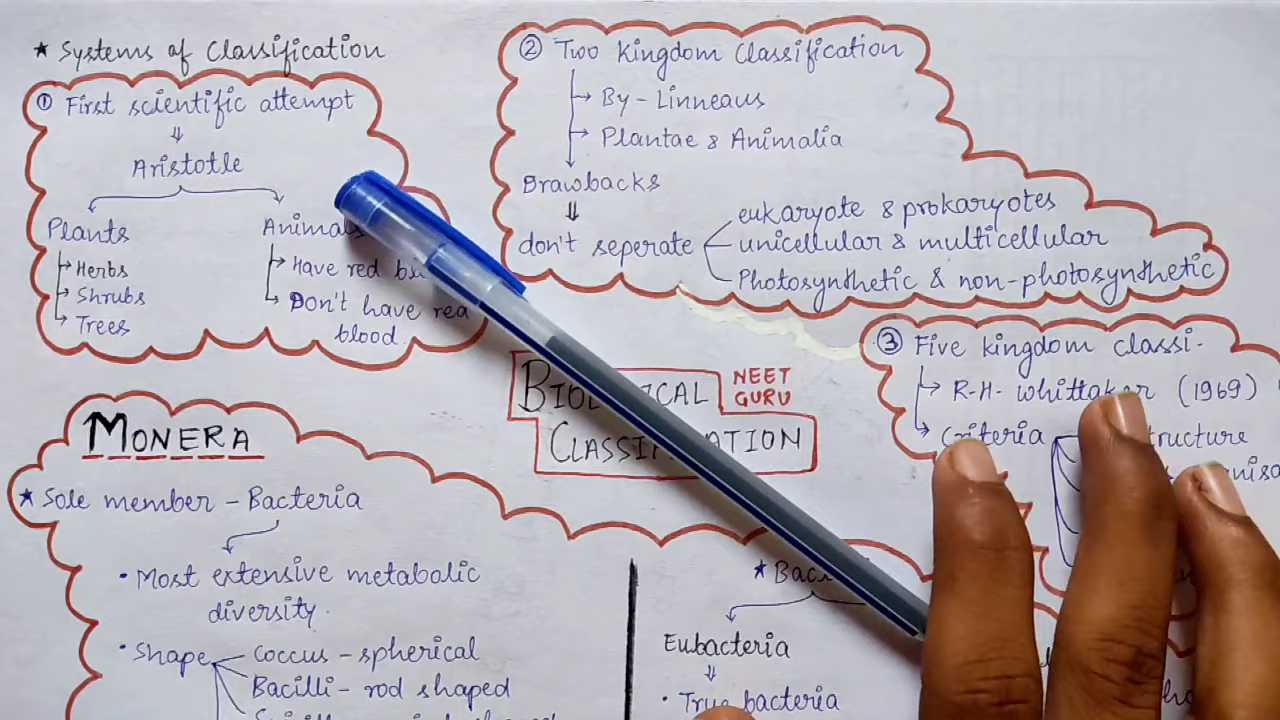 ★ Systems of Classification
① First scientific attempt
⇓
Aristotle
Plants
Herbs
Shrubs
Trees
Animals
Have red
Don't have red
blood.
② Two Kingdom Classification
By - Linneaus
Plantae & Animalia
Drawbacks
⇓
don't seperate
eukaryote & prokaryotes
unicellular & multicellular
Photosynthetic & non-photosynthetic
③ Five kingdom classi-
R-H- Whittaker (1969)
Criteria
NEET
GURU
MONERA
★ Sole member - Bacteria
• Most extensive metabolic
diversity.
• Shape
Coccus - spherical
Bacilli - rod shaped
★
Eubacteria
⇓
• True bacteria